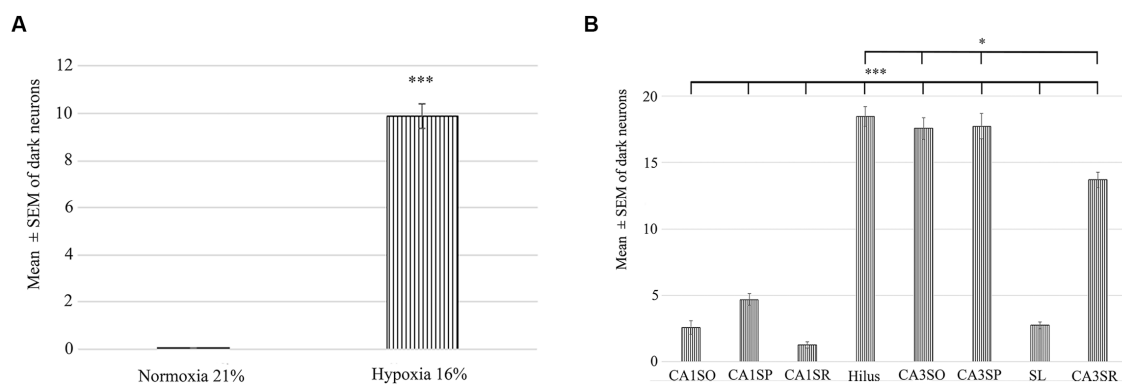 A
Mean ± SEM of dark neurons
12
10
8
6
4
2
0
***
Normoxia 21%
Hypoxia 16%
B
Mean ± SEM of dark neurons
*
***
20
15
10
5
0
CA1SO
CA1SP
CA1SR
Hilus
CA3SO
CA3SP
SL
CA3SR